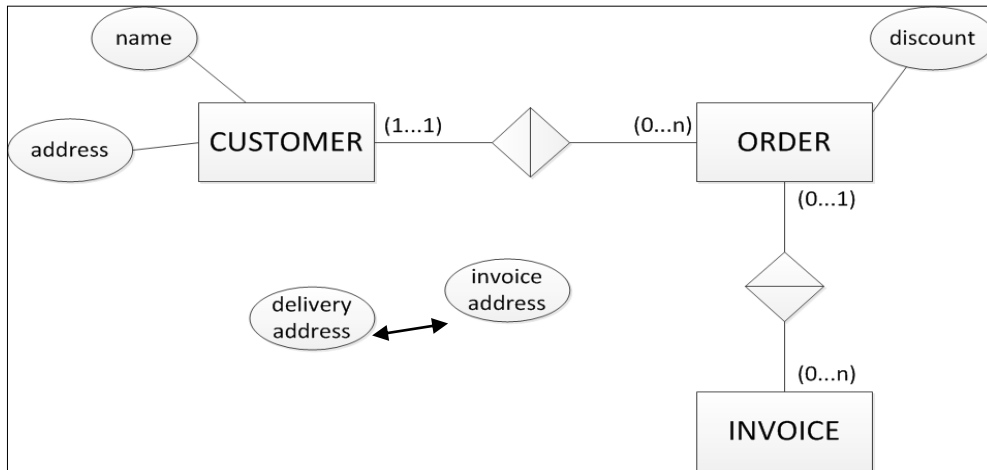 name
discount
address
CUSTOMER
(1...1)
(0...n)
ORDER
(0...1)
delivery
address
invoice
address
(0...n)
INVOICE